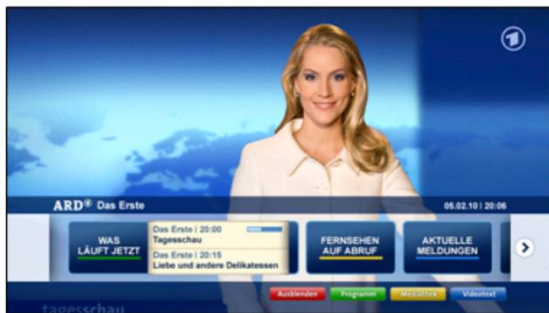 1
ARD Das Erste
05.02.10 | 20:06
WAS
LÄUFT JETZT
Das Erste | 20:00
Tagesschau
Das Erste | 20:15
Liebe und andere Delikatessen
FERNSEHEN
AUF ABRUF
AKTUELLE
MELDUNGEN
Ausblenden
Programm
Mediathek
Videotext
tagesschau